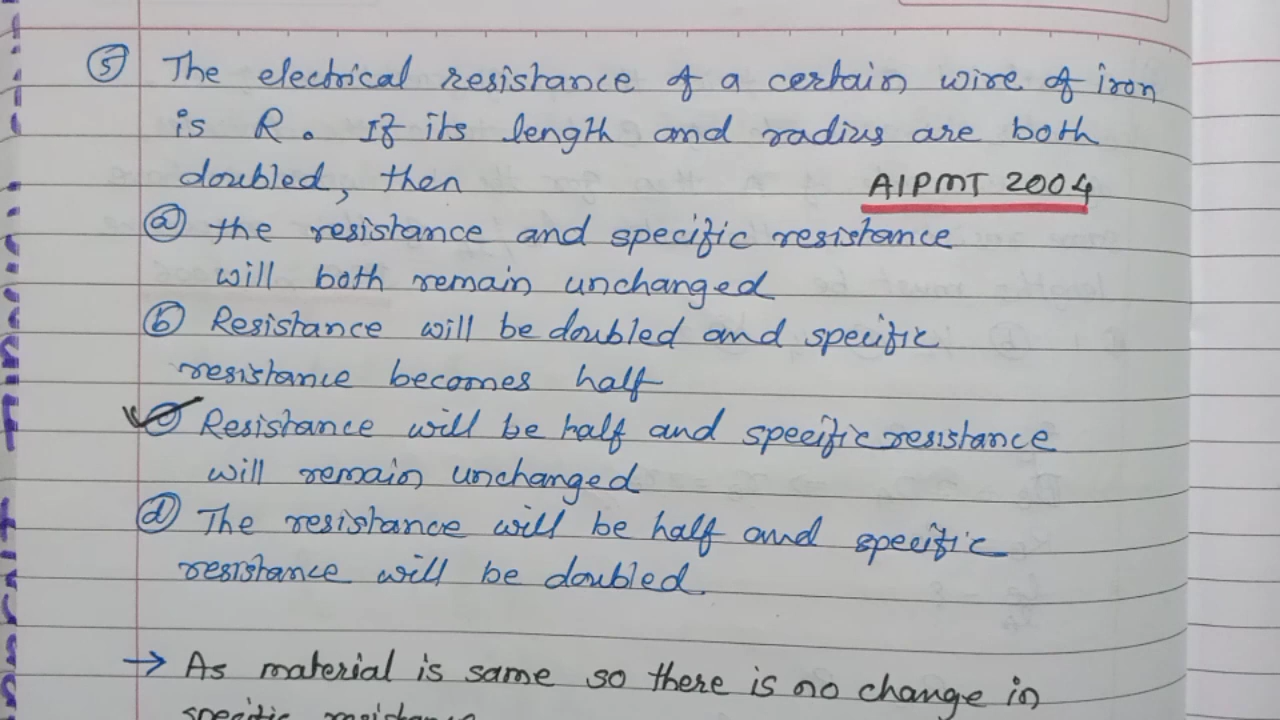 ⑤ The electrical resistance of a certain wire of iron
is R. If its length and radius are both
doubled, then AIPMT 2004
ⓐ the resistance and specific resistance
will both remain unchanged
ⓑ Resistance will be doubled and specific
resistance becomes half
ⓒ Resistance will be half and specific resistance
will remain unchanged
ⓓ The resistance will be half and specific
resistance will be doubled
→ As material is same so there is no change in
specific resistance